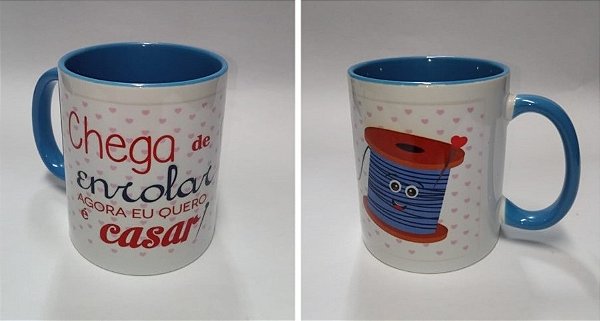 Chega de
enrolar
AGORA EU QUERO
é casar!